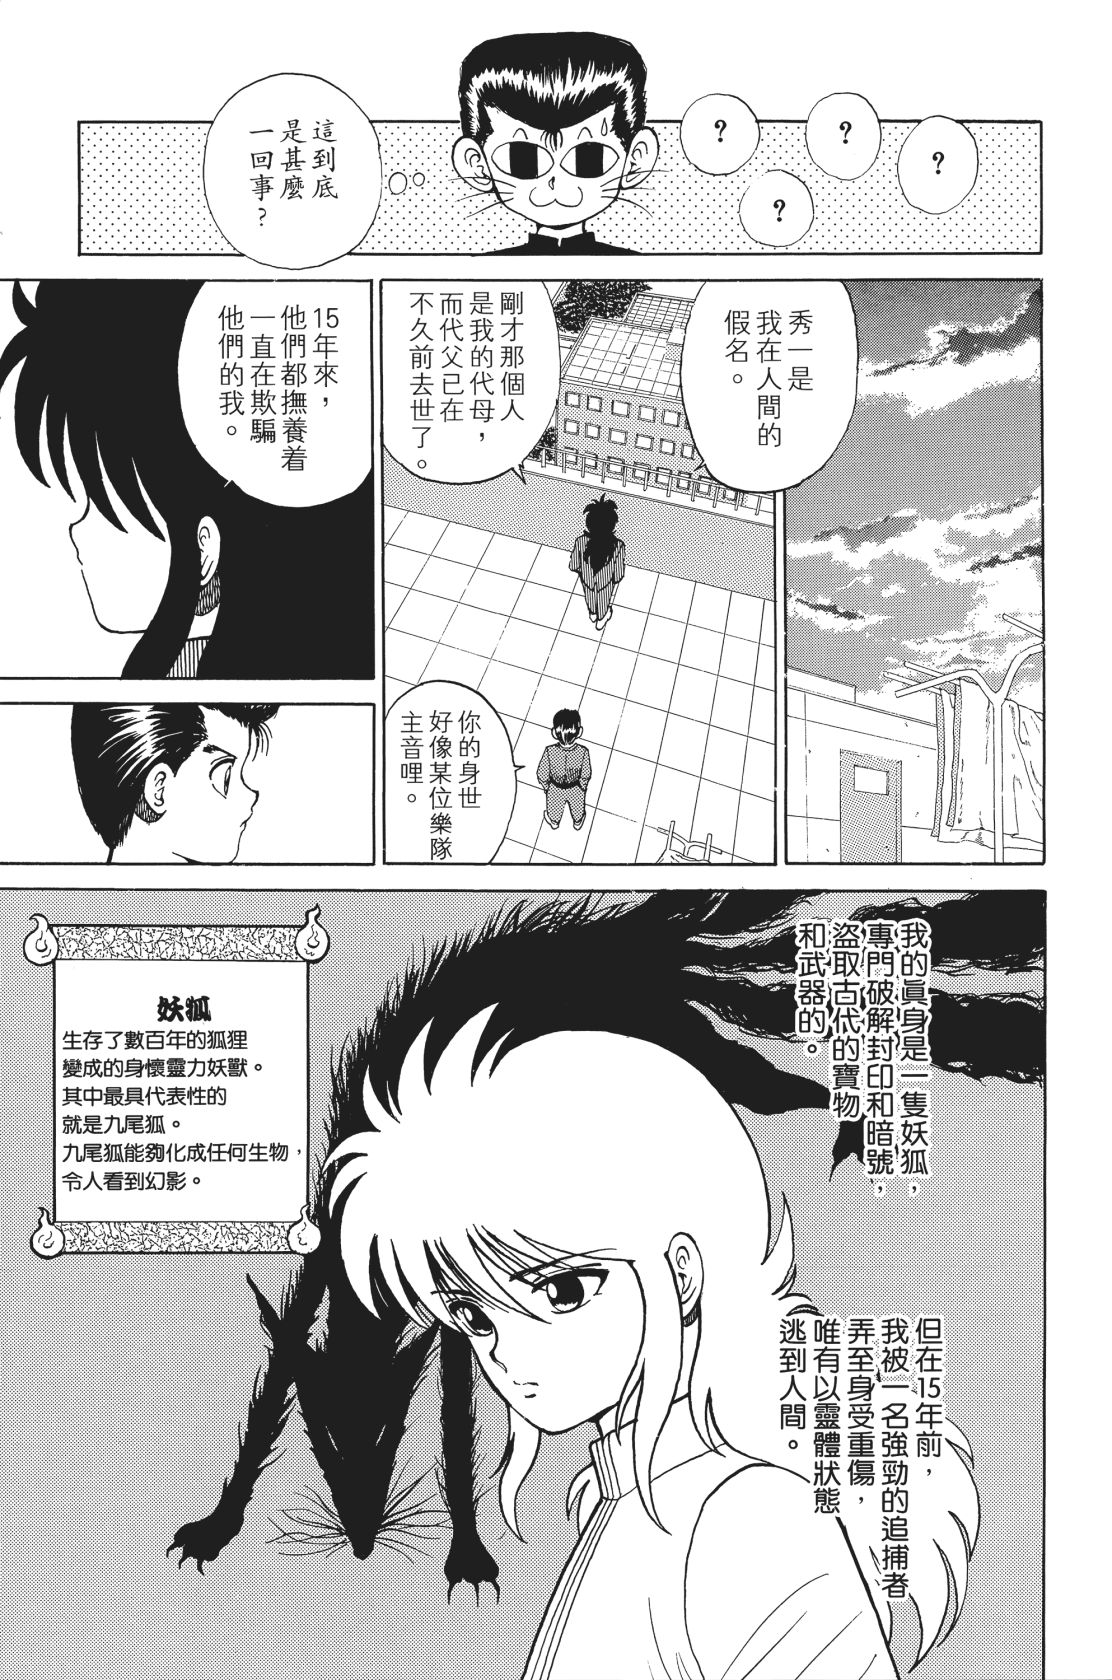 ？
？
？
？
這到底
是甚麼
一回事？
秀一是
我在人間的
假名。
剛才那個人
是我的代母，
而代父已在
不久前去世了。
你的身世
好像某位樂隊
主音哩。
15年來，
他們都撫養着
一直在欺騙
他們的我。
我的眞身是一隻妖狐，
專門破解封印和暗號，
盜取古代的寶物
和武器的。
妖狐
生存了數百年的狐狸
變成的身懷靈力妖獸。
其中最具代表性的
就是九尾狐。
九尾狐能夠化成任何生物，
令人看到幻影。
但在15年前，
我被一名強勁的追捕者
弄至身受重傷，
唯有以靈體狀態
逃到人間。